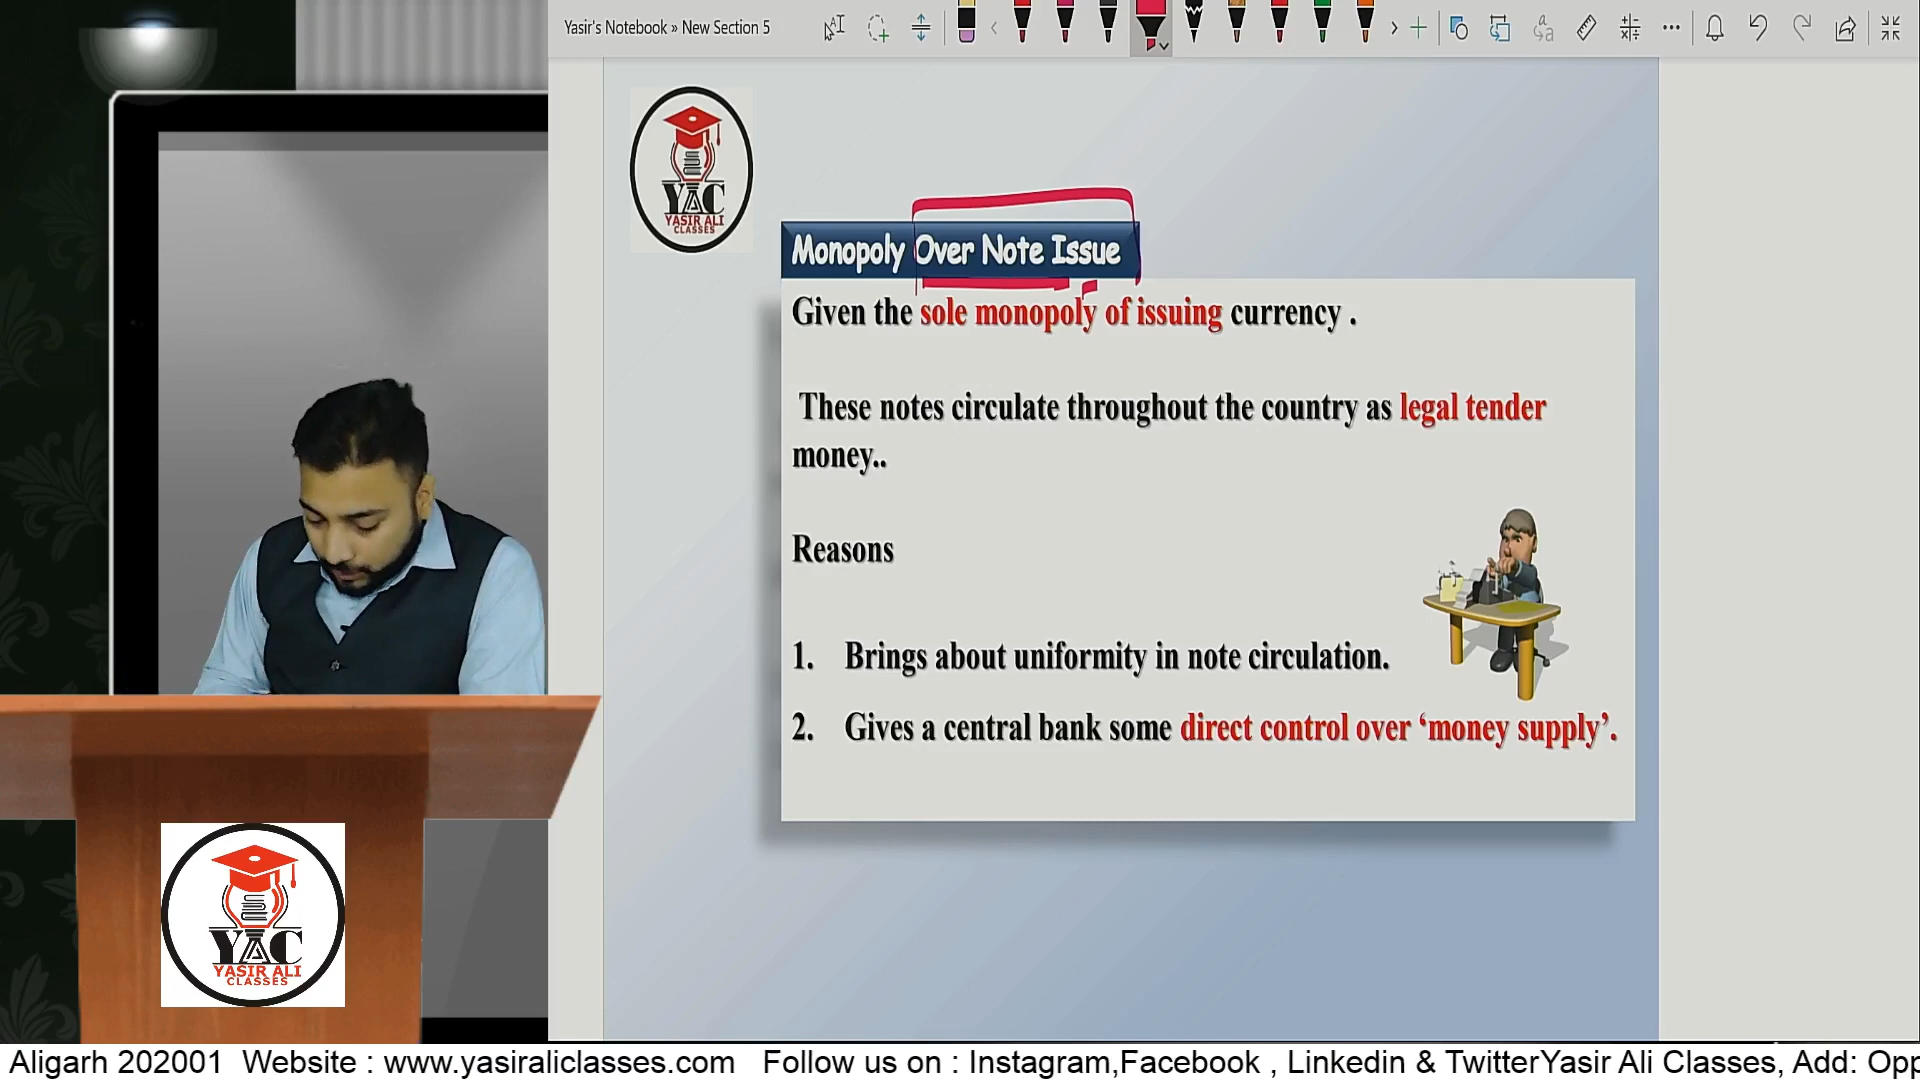 Yasir's Notebook » New Section 5
YAC
YASIR ALI
CLASSES
Monopoly Over Note Issue
Given the sole monopoly of issuing currency .
These notes circulate throughout the country as legal tender
money..
Reasons
1. Brings about uniformity in note circulation.
2. Gives a central bank some direct control over ‘money supply’.
YAC
YASIR ALI
CLASSES
Aligarh 202001 Website : www.yasiraliclasses.com Follow us on : Instagram,Facebook , Linkedin & TwitterYasir Ali Classes, Add: Opp